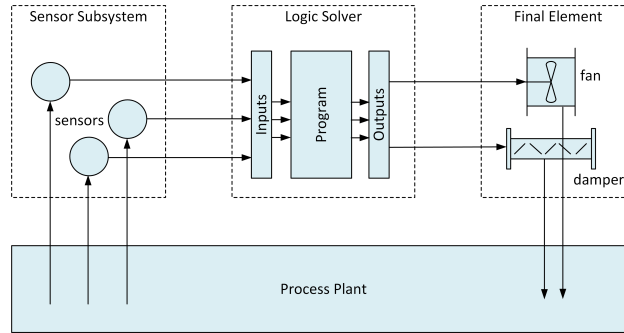 Sensor Subsystem
Logic Solver
Final Element
sensors
Inputs
Program
Outputs
fan
damper
Process Plant